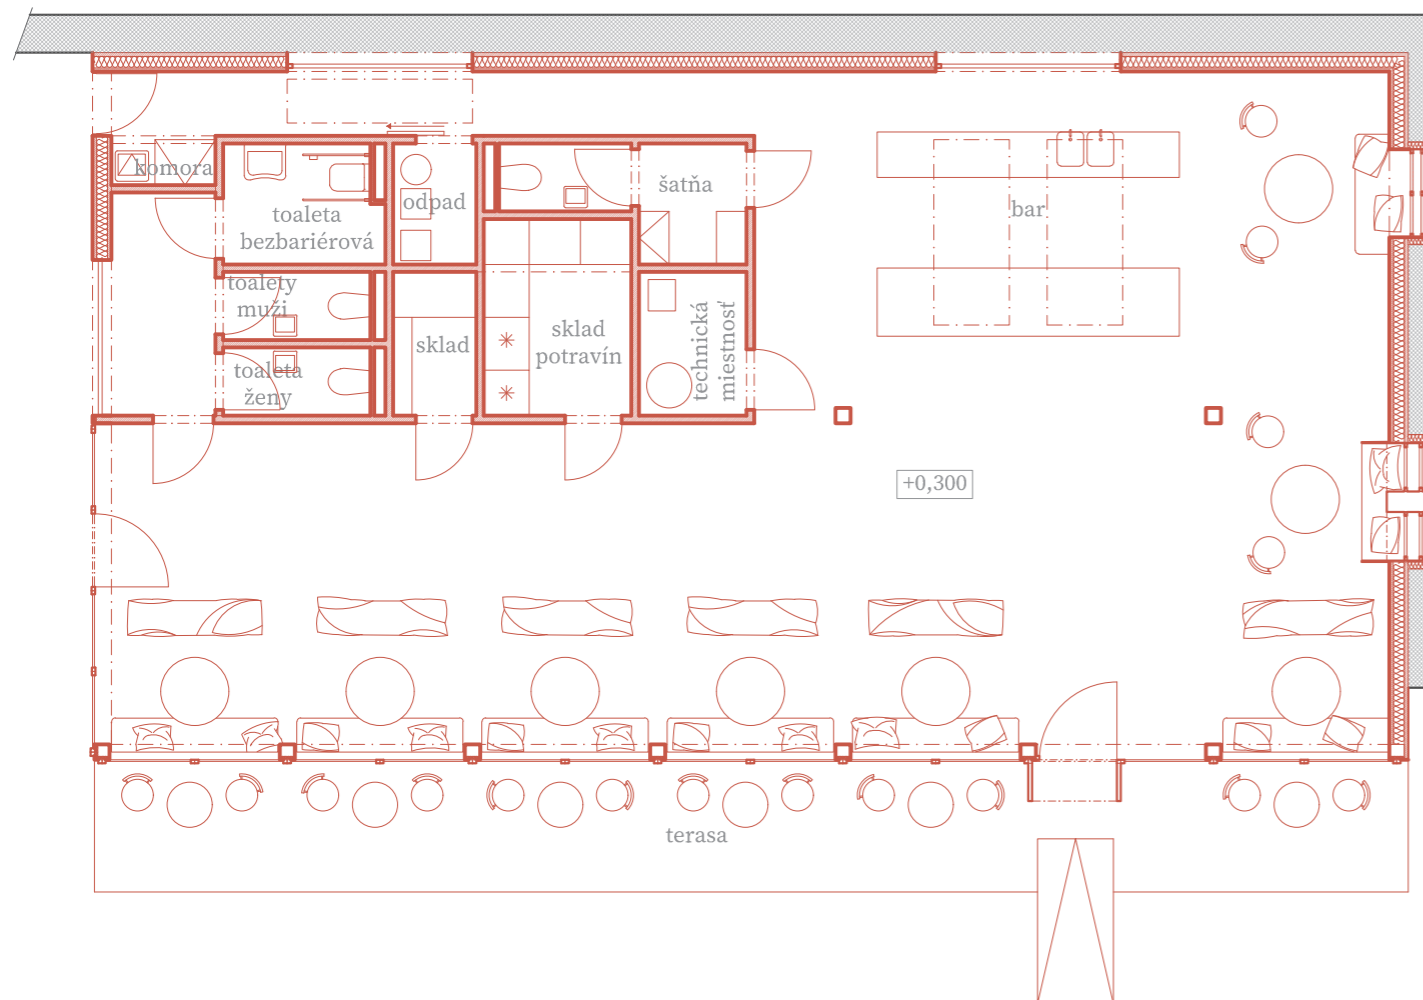 komora
toaleta
bezbariérová
odpad
šatňa
bar
toalety
muži
sklad
sklad
potravín
technická
miestnosť
toaleta
ženy
+0,300
terasa